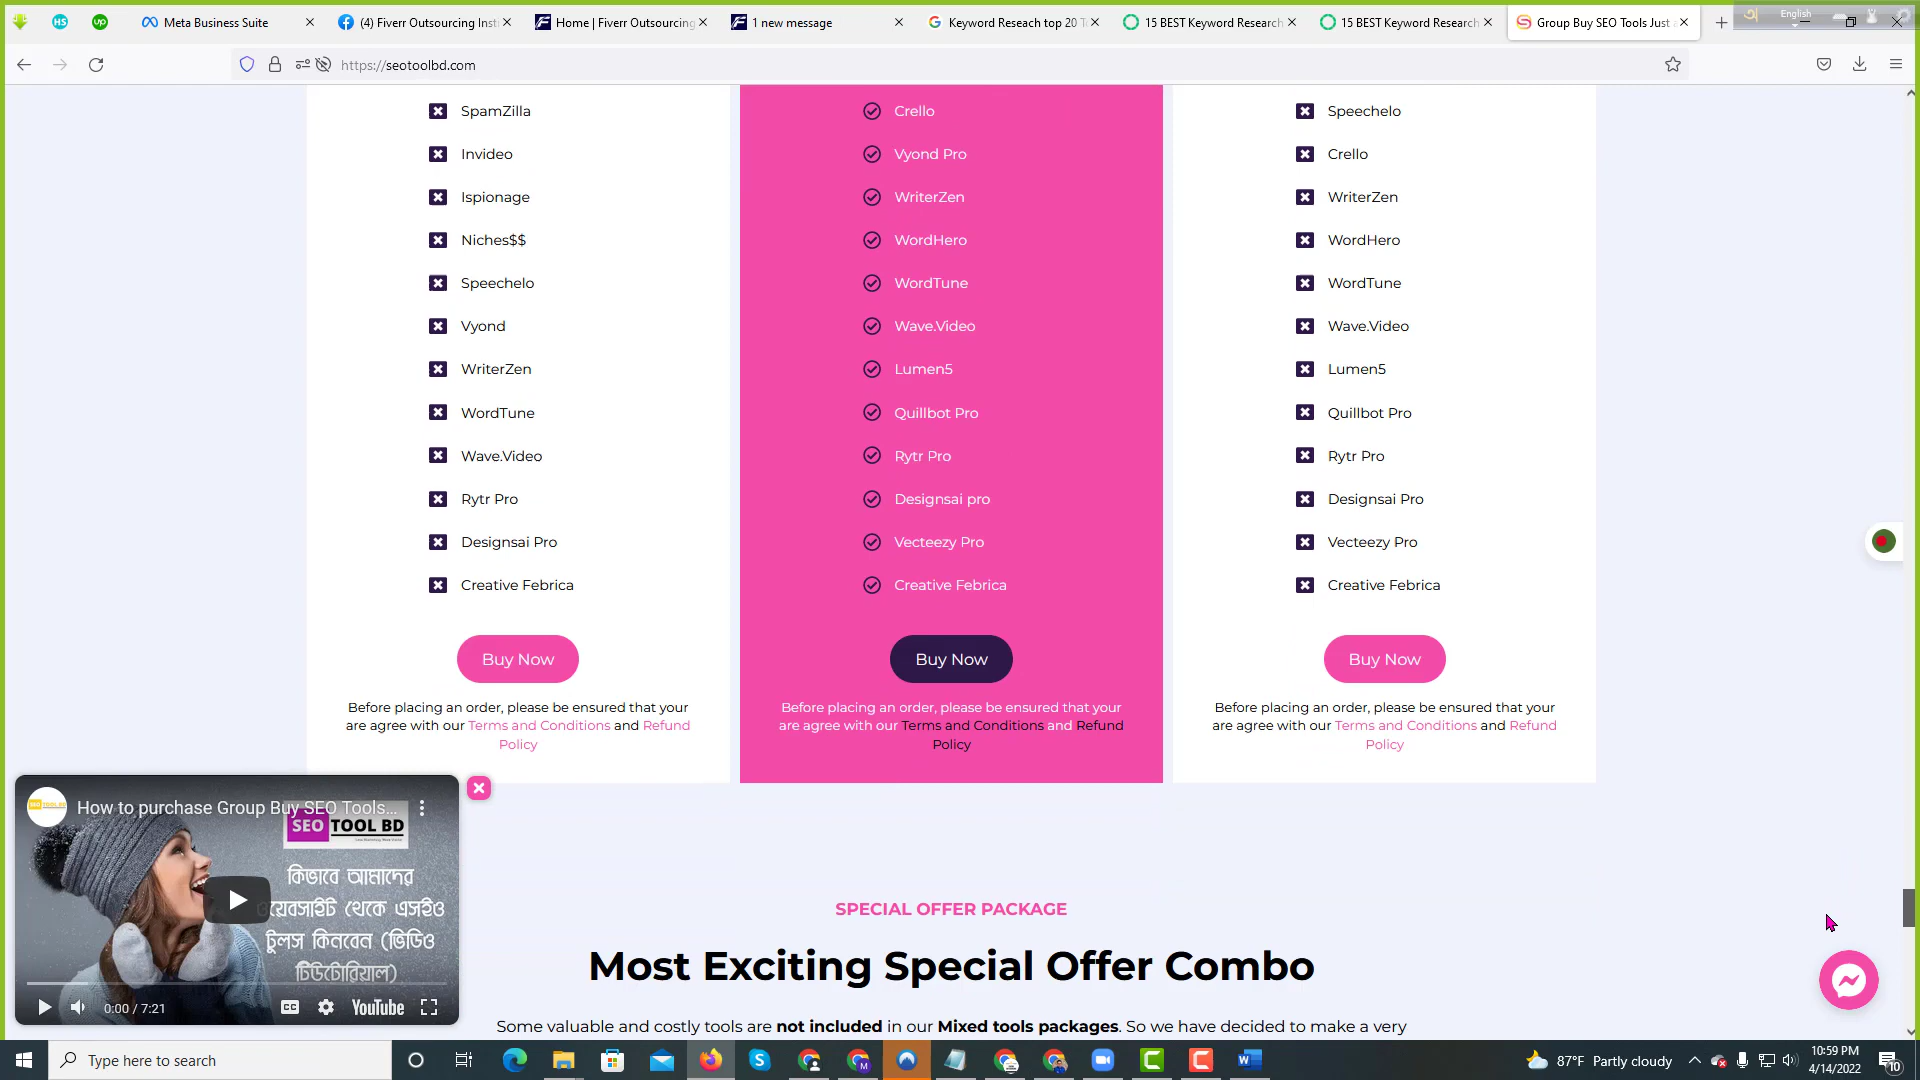 Meta Business Suite
(4) Fiverr Outsourcing Inst
Home | Fiverr Outsourcing
1 new message
Keyword Reseach top 20 T
15 BEST Keyword Research
15 BEST Keyword Research
Group Buy SEO Tools Just
English
https://seotoolbd.com
SpamZilla
Invideo
Ispionage
Niches$$
Speechelo
Vyond
WriterZen
WordTune
Wave.Video
Rytr Pro
Designsai Pro
Creative Febrica
Buy Now
Before placing an order, please be ensured that your
are agree with our Terms and Conditions and Refund
Policy
Crello
Vyond Pro
WriterZen
WordHero
WordTune
Wave.Video
Lumen5
Quillbot Pro
Rytr Pro
Designsai pro
Vecteezy Pro
Creative Febrica
Buy Now
Before placing an order, please be ensured that your
are agree with our Terms and Conditions and Refund
Policy
Speechelo
Crello
WriterZen
WordHero
WordTune
Wave.Video
Lumen5
Quillbot Pro
Rytr Pro
Designsai Pro
Vecteezy Pro
Creative Febrica
Buy Now
Before placing an order, please be ensured that your
are agree with our Terms and Conditions and Refund
Policy
How to purchase Group Buy SEO Tools...
SEO TOOL BD
কিভাবে আমাদের
ওয়েবসাইট থেকে এসইও
টুলস কিনবেন (ভিডিও
টিউটোরিয়াল)
0:00 / 7:21
CC
YouTube
SPECIAL OFFER PACKAGE
Most Exciting Special Offer Combo
Some valuable and costly tools are not included in our Mixed tools packages. So we have decided to make a very
Type here to search
87°F Partly cloudy
10:59 PM
4/14/2022
10